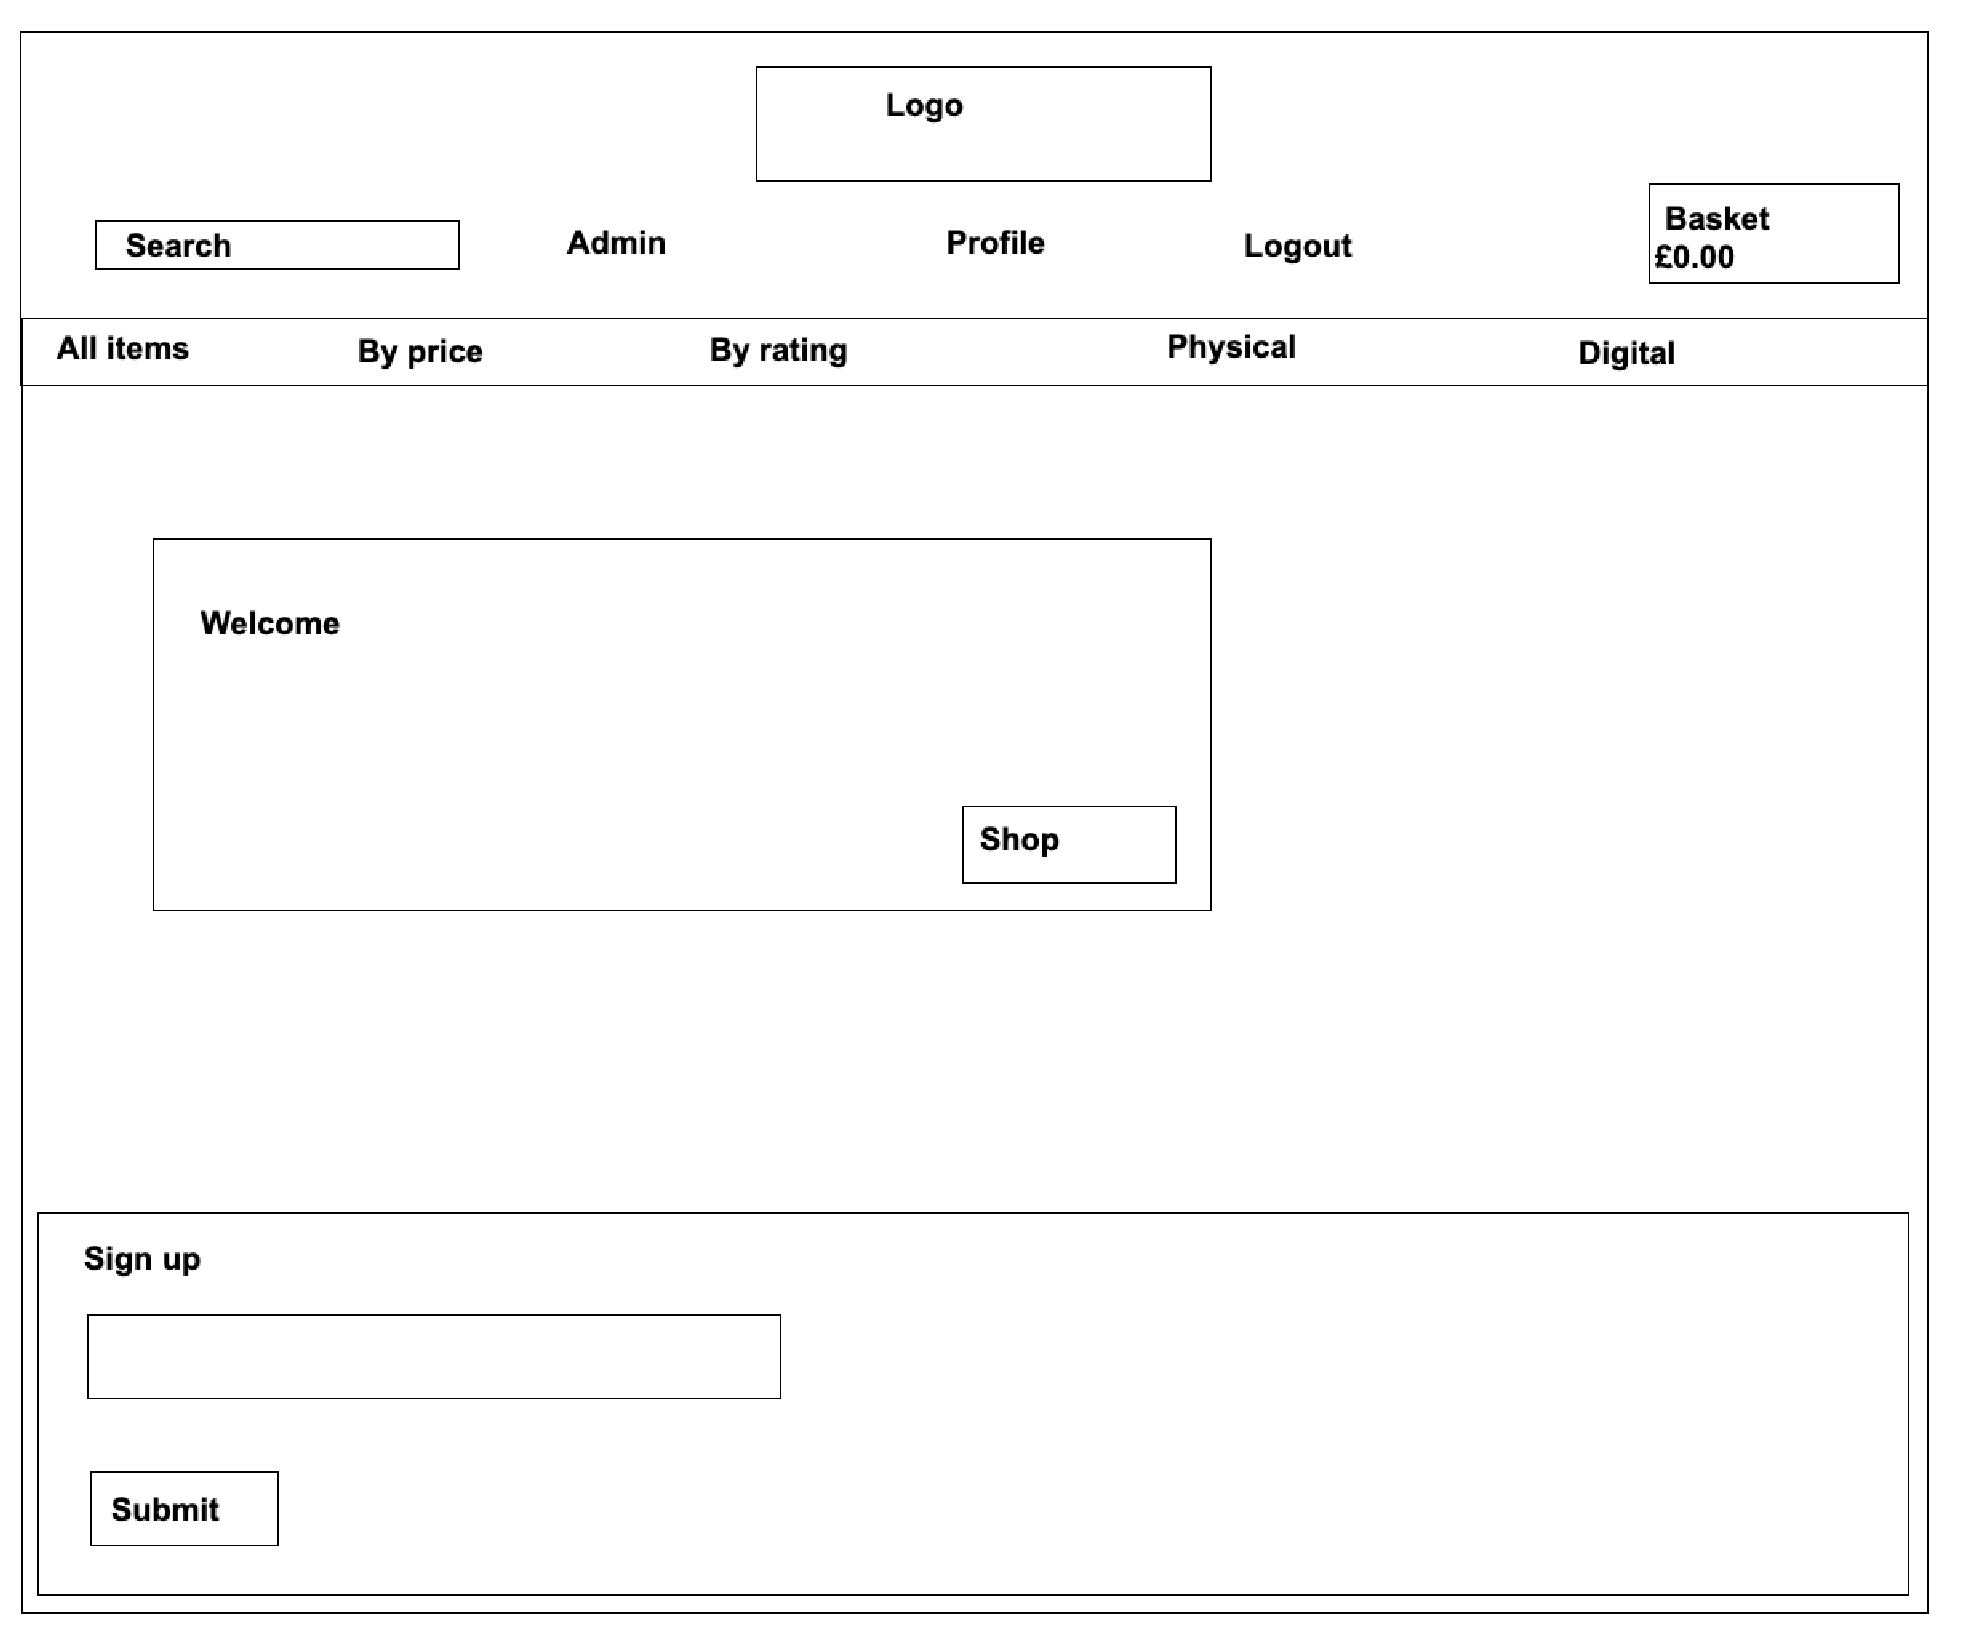 Logo
Search
Admin
Profile
Logout
Basket
£0.00
All items
By price
By rating
Physical
Digital
Welcome
Shop
Sign up
Submit